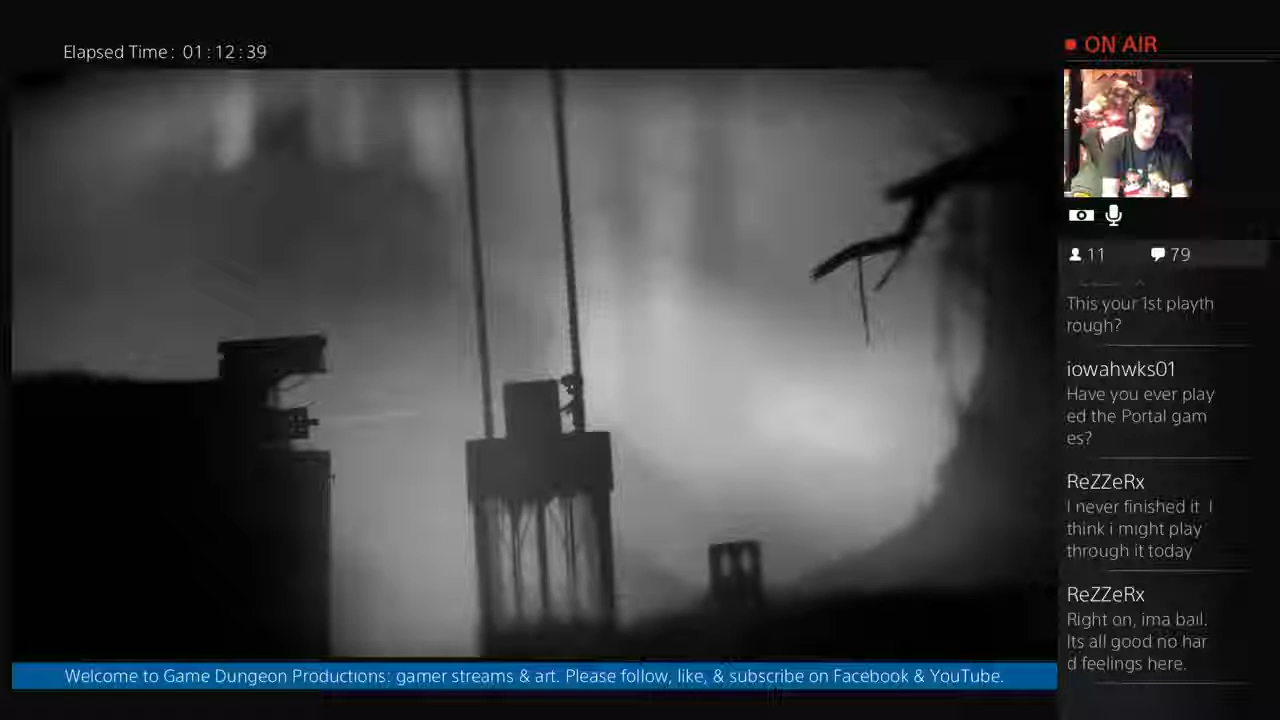 Elapsed Time: 01:12:39
ON AIR
11 79
This your 1st playth
rough?
iowahwks01
Have you ever play
ed the Portal gam
es?
ReZZeRx
I never finished it I
think i might play
through it today
ReZZeRx
Right on, ima bail.
Its all good no har
d feelings here.
Welcome to Game Dungeon Productions: gamer streams & art. Please follow, like, & subscribe on Facebook & YouTube.